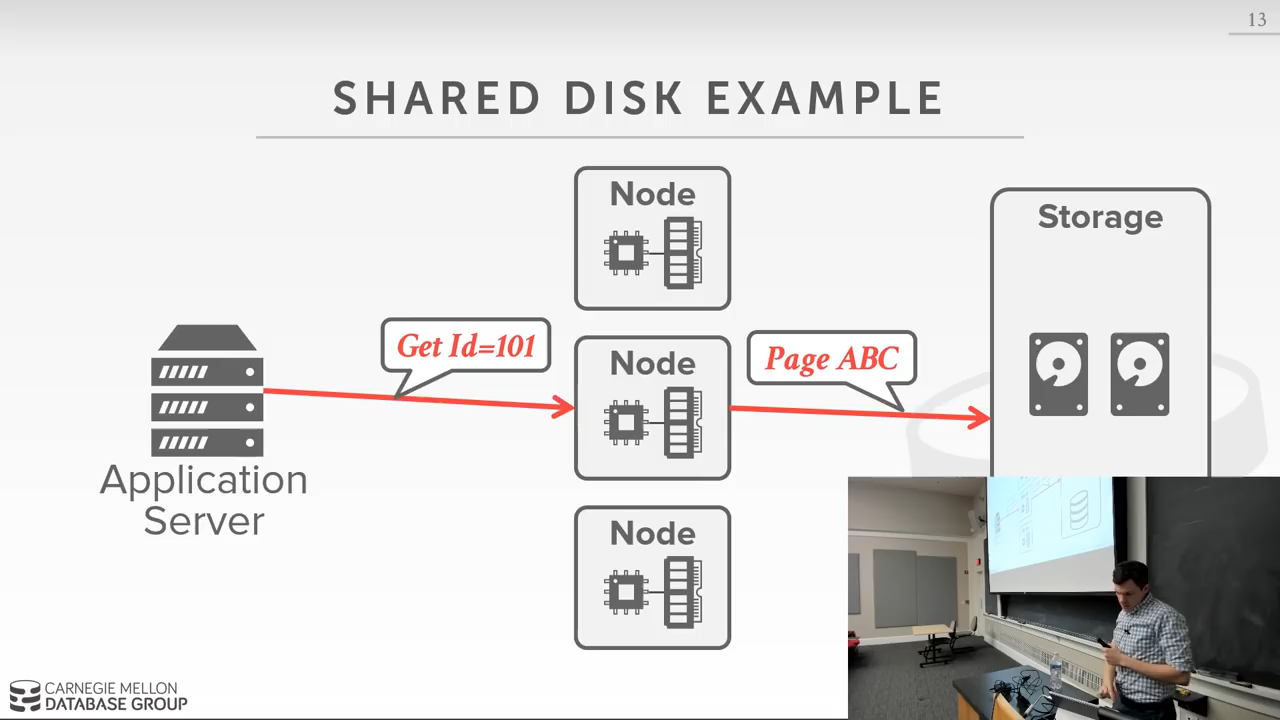 13
SHARED DISK EXAMPLE
Node
Storage
Get Id=101
Node
Page ABC
Application
Server
Node
CARNEGIE MELLON
DATABASE GROUP